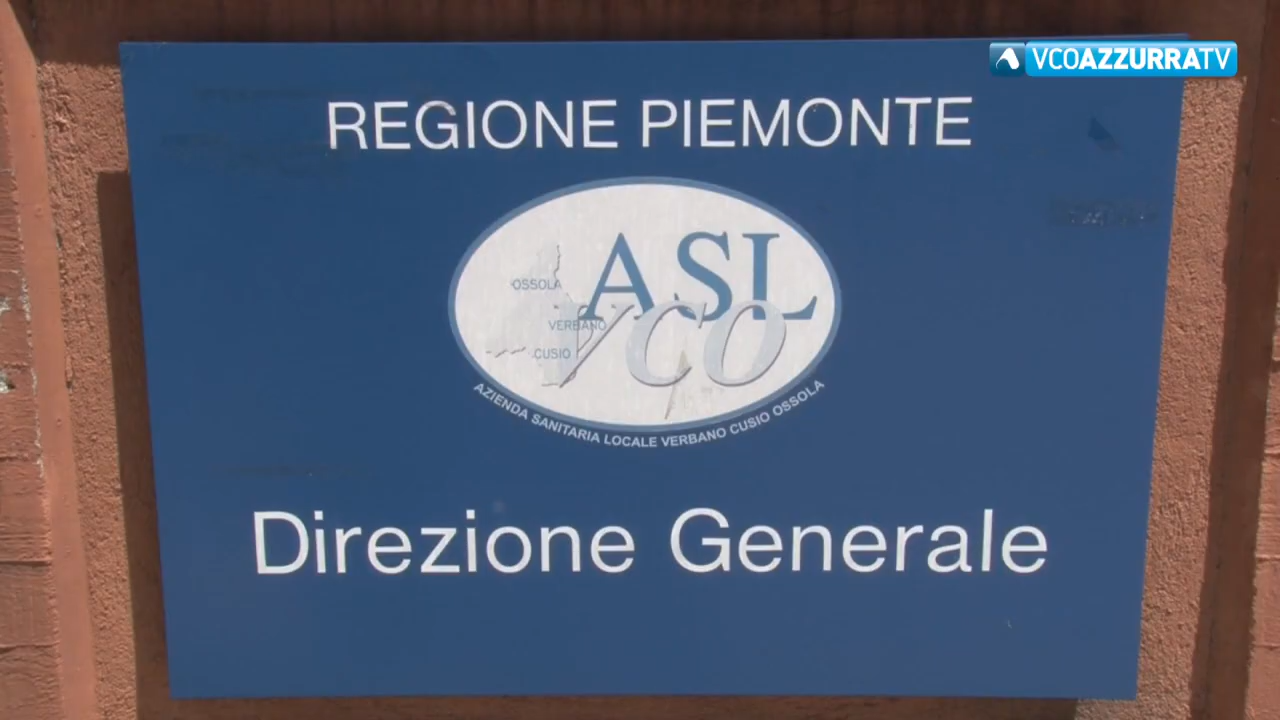 VCOAZZURRATV
REGIONE PIEMONTE
ASL
OSSOLA
VERBANO
VCO
CUSIO
AZIENDA SANITARIA LOCALE VERBANO CUSIO OSSOLA
Direzione Generale